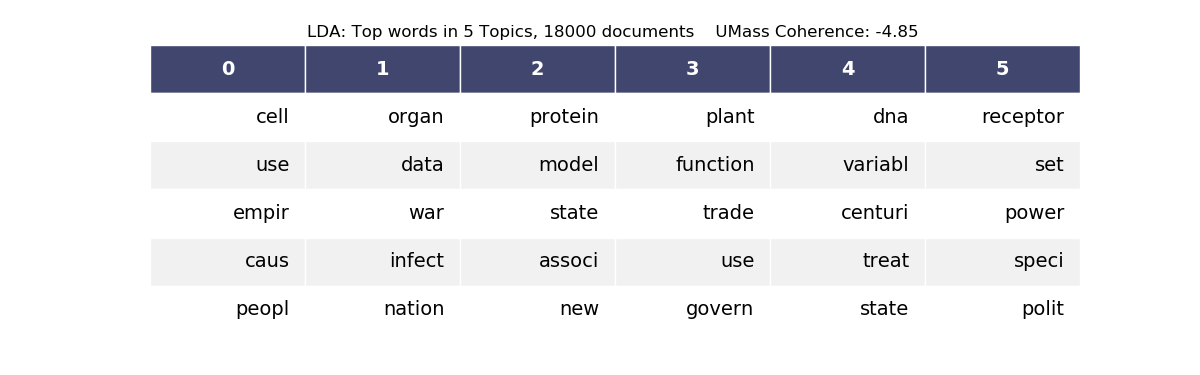 LDA: Top words in 5 Topics, 18000 documents    UMass Coherence: -4.85
0 1 2 3 4 5
cell organ protein plant dna receptor
use data model function variabl set
empir war state trade centuri power
caus infect associ use treat speci
peopl nation new govern state polit